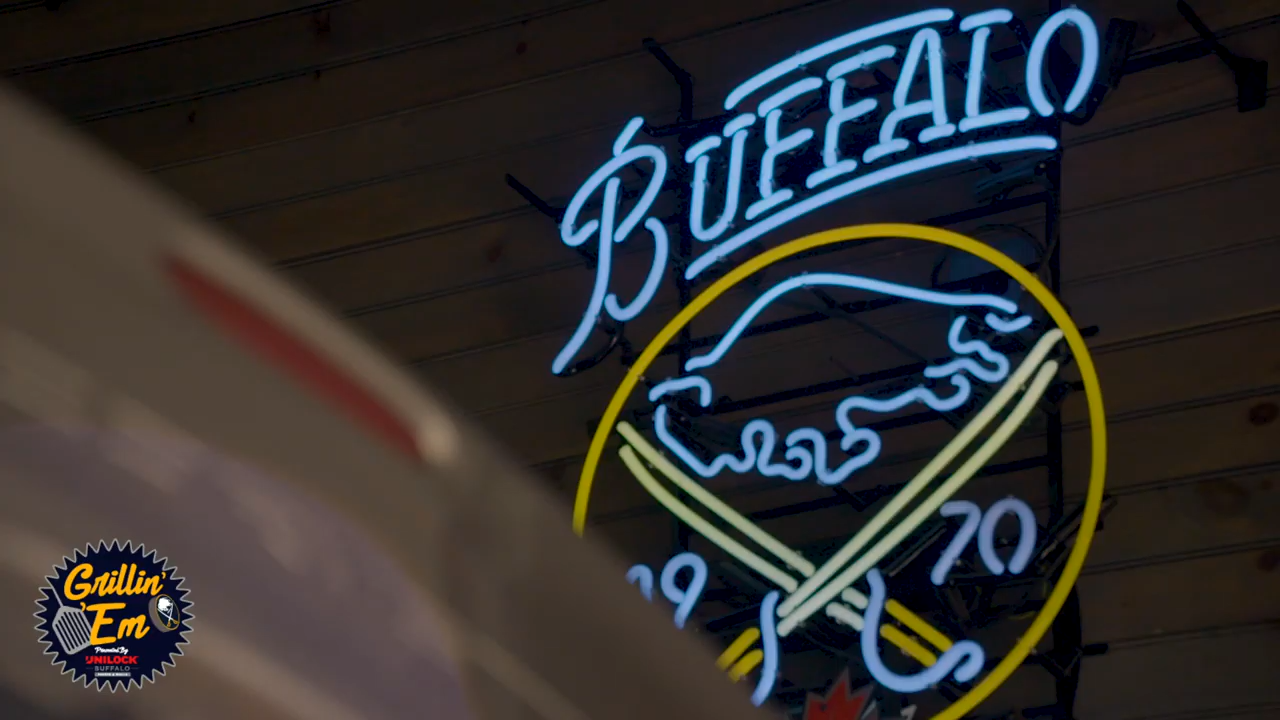 BUFFALO
19
70
Grillin'
'Em
Presented By
UNILOCK
BUFFALO